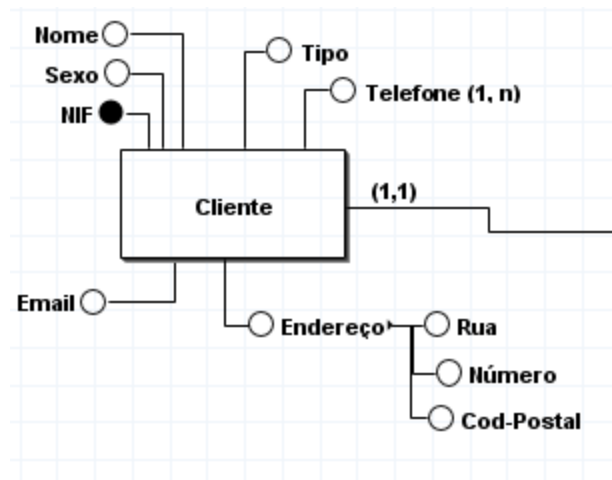 Nome
Tipo
Sexo
Telefone (1, n)
NIF
Cliente
(1,1)
Email
Endereço
Rua
Número
Cod-Postal